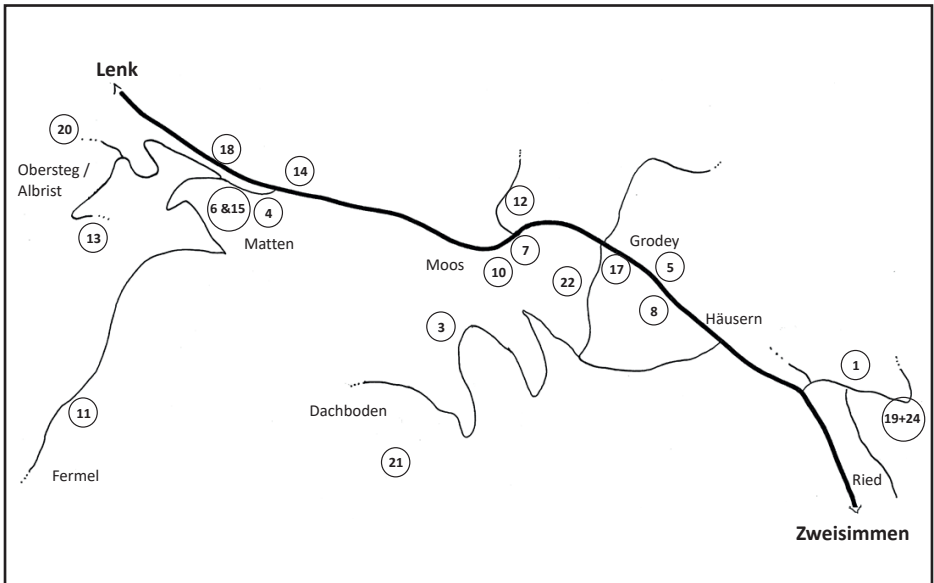 Lenk
20
18
14
Obersteg /
Albrist
12
6 &15
4
13
Matten
Grodey
7
Moos
10
17
5
22
8
3
Häusern
1
Dachboden
11
19+24
21
Fermel
Ried
Zweisimmen